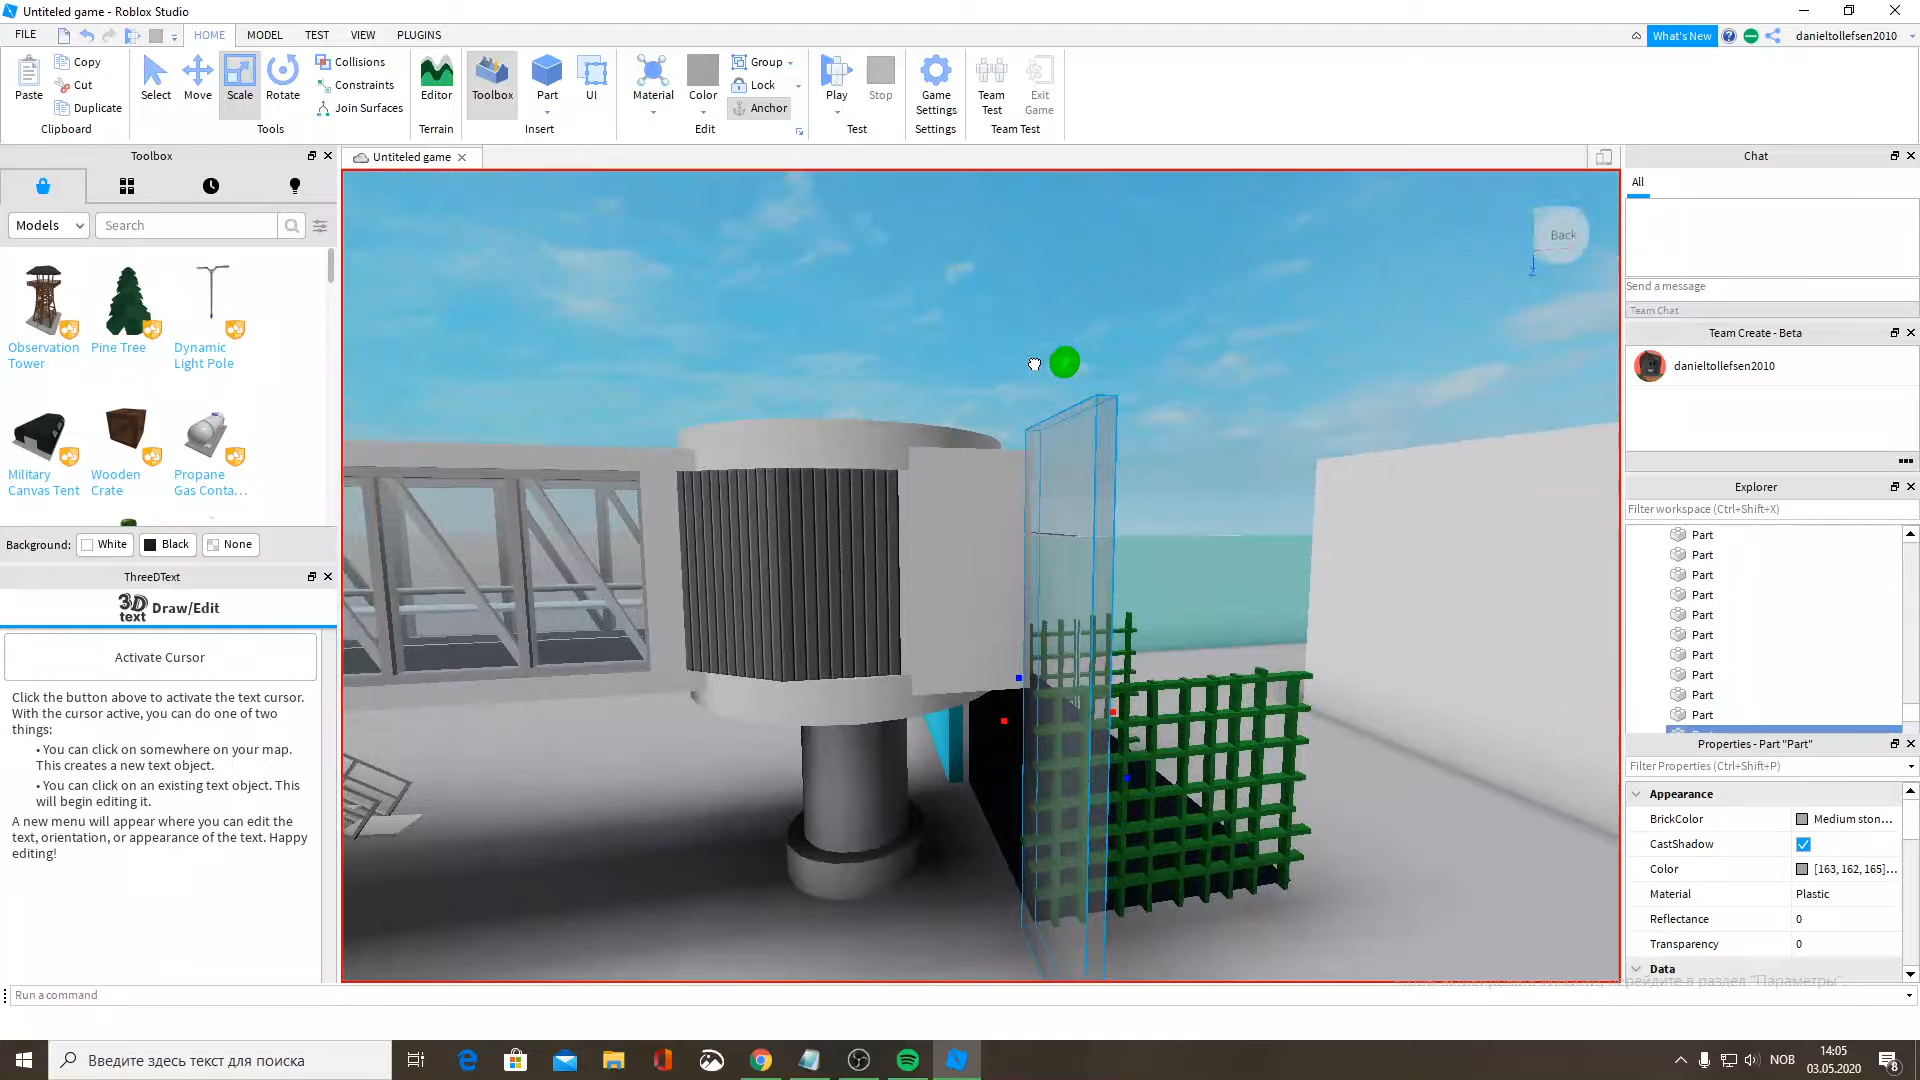 Untiteled game - Roblox Studio
FILE
HOME
MODEL
TEST
VIEW
PLUGINS
What's New
danieltollefsen2010
Paste
Copy
Cut
Duplicate
Clipboard
Select
Move
Scale
Rotate
Collisions
Constraints
Join Surfaces
Tools
Editor
Terrain
Toolbox
Part
UI
Insert
Material
Color
Group
Lock
Anchor
Edit
Play
Stop
Test
Game
Settings
Settings
Team
Test
Exit
Game
Team Test
Toolbox
Models
Search
Observation
Tower
Pine Tree
Dynamic
Light Pole
Military
Canvas Tent
Wooden
Crate
Propane
Gas Conta...
Background:
White
Black
None
ThreeDText
3D
text
Draw/Edit
Activate Cursor
Click the button above to activate the text cursor.
With the cursor active, you can do one of two
things:
• You can click on somewhere on your map.
This creates a new text object.
• You can click on an existing text object. This
will begin editing it.
A new menu will appear where you can edit the
text, orientation, or appearance of the text. Happy
editing!
Untiteled game
Back
Z
Chat
All
Send a message
Team Chat
Team Create - Beta
danieltollefsen2010
Explorer
Filter workspace (Ctrl+Shift+X)
Part
Part
Part
Part
Part
Part
Part
Part
Part
Part
Properties - Part "Part"
Filter Properties (Ctrl+Shift+P)
Appearance
BrickColor
Medium ston...
CastShadow
Color
[163, 162, 165]...
Material
Plastic
Reflectance
0
Transparency
0
Data
перейдите в раздел "Параметры".
Run a command
Введите здесь текст для поиска
NOB
14:05
03.05.2020
8